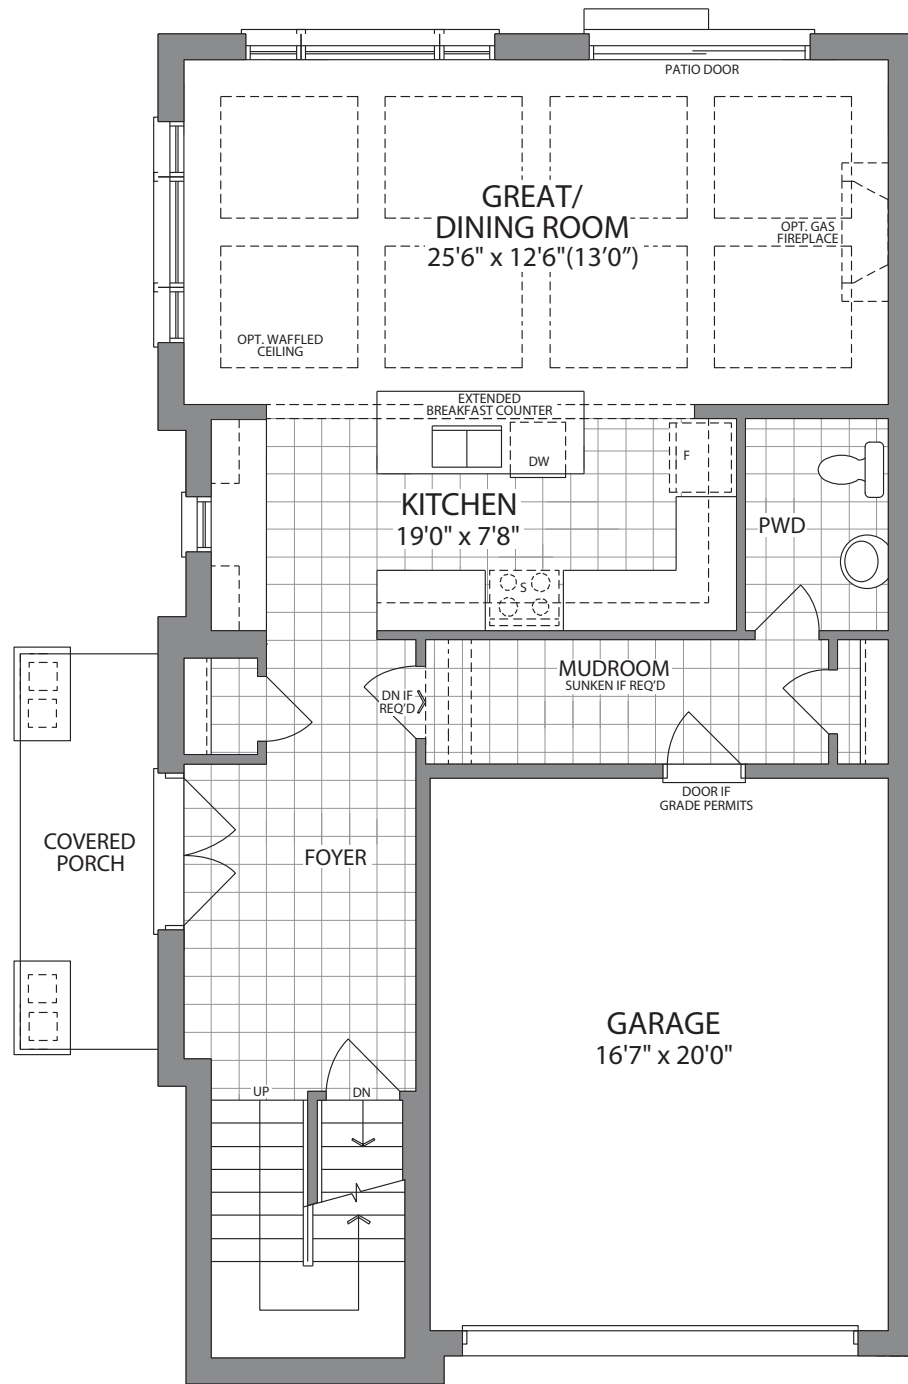 PATIO DOOR
GREAT/
DINING ROOM
25'6" x 12'6"(13'0”)
OPT. GAS
FIREPLACE
OPT. WAFFLED
CEILING
EXTENDED
BREAKFAST COUNTER
DW
F
KITCHEN
19'0" x 7'8"
PWD
S
MUDROOM
SUNKEN IF REQ'D
DN IF
REQ'D
DOOR IF
GRADE PERMITS
COVERED
PORCH
FOYER
GARAGE
16'7" x 20'0"
UP
DN